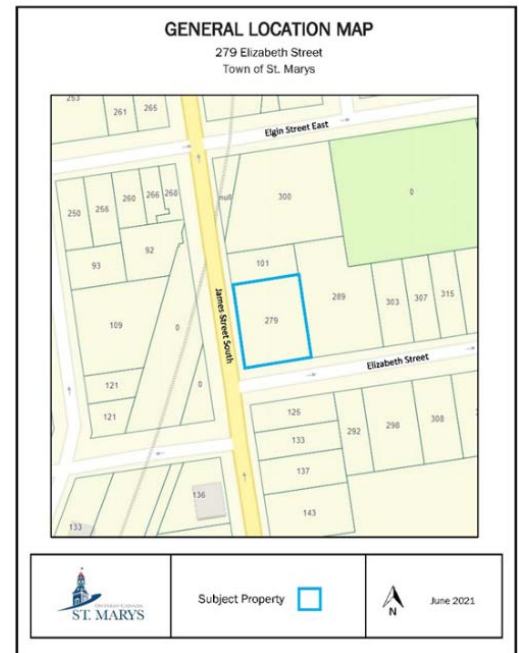 GENERAL LOCATION MAP
279 Elizabeth Street
Town of St. Marys
253
261
265
Elgin Street East
250
256
260
266
268
null
300
0
93
92
101
109
0
James Street South
279
289
303
307
315
121
0
Elizabeth Street
121
126
133
292
298
308
137
136
143
133
ST. MARYS
Subject Property
N
June 2021